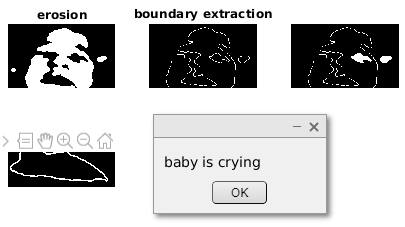 erosion
boundary extraction
baby is crying
OK